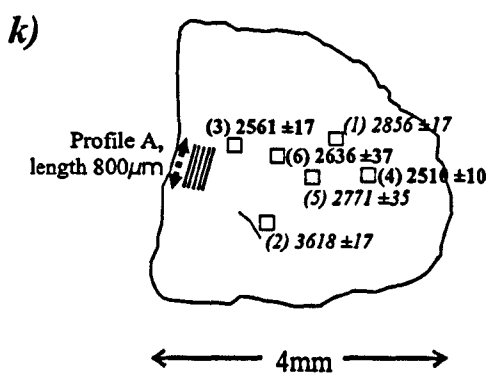 k)
Profile A,
length 800μm
(3) 2561 ±17
(1) 2856 ±17
(6) 2636 ±37
(4) 2510 ±10
(5) 2771 ±35
(2) 3618 ±17
4mm